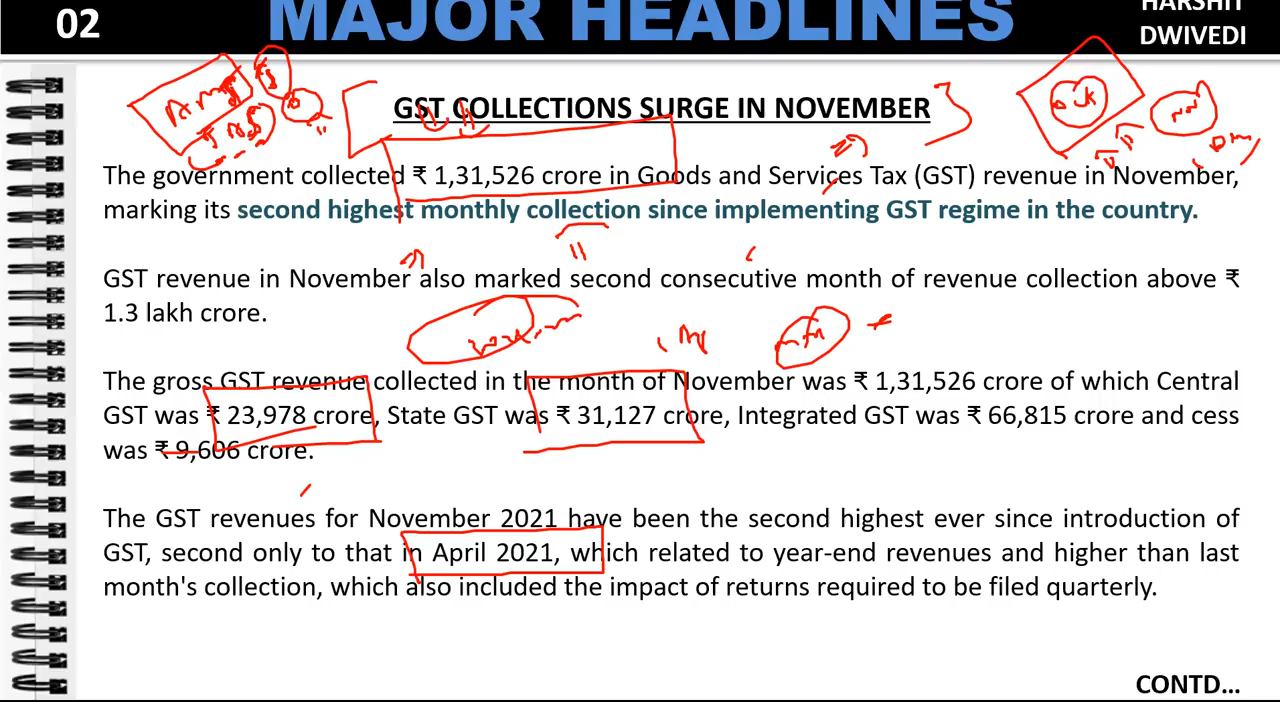 02
MAJOR HEADLINES
HARSHIT
DWIVEDI
GST COLLECTIONS SURGE IN NOVEMBER
The government collected ₹ 1,31,526 crore in Goods and Services Tax (GST) revenue in November,
marking its second highest monthly collection since implementing GST regime in the country.
GST revenue in November also marked second consecutive month of revenue collection above ₹
1.3 lakh crore.
The gross GST revenue collected in the month of November was ₹ 1,31,526 crore of which Central
GST was ₹ 23,978 crore, State GST was ₹ 31,127 crore, Integrated GST was ₹ 66,815 crore and cess
was ₹ 9,606 crore.
The GST revenues for November 2021 have been the second highest ever since introduction of
GST, second only to that in April 2021, which related to year-end revenues and higher than last
month's collection, which also included the impact of returns required to be filed quarterly.
CONTD...